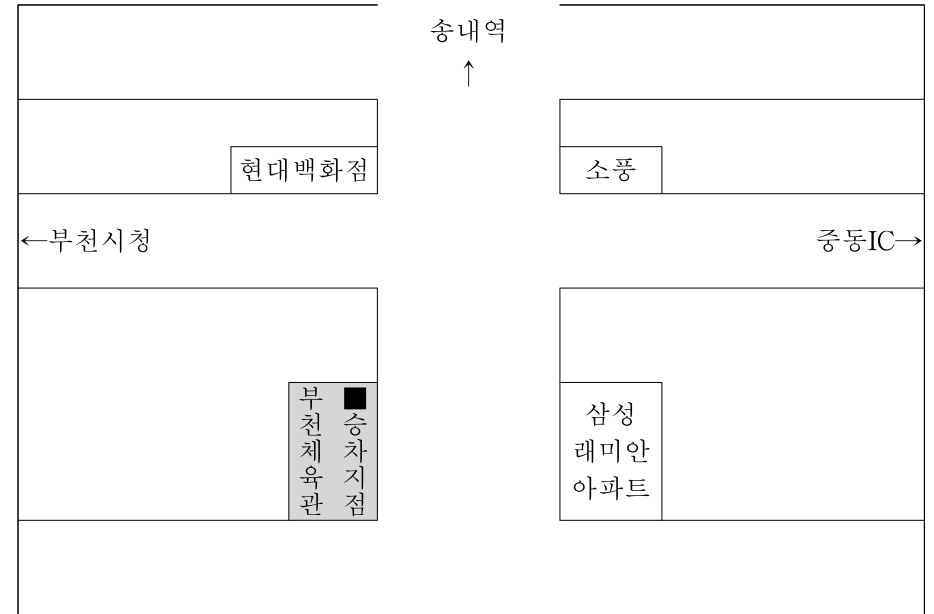 송내역
↑
현대백화점
소풍
←부천시청
중동IC→
부천체육관
■승차지점
삼성
래미안
아파트